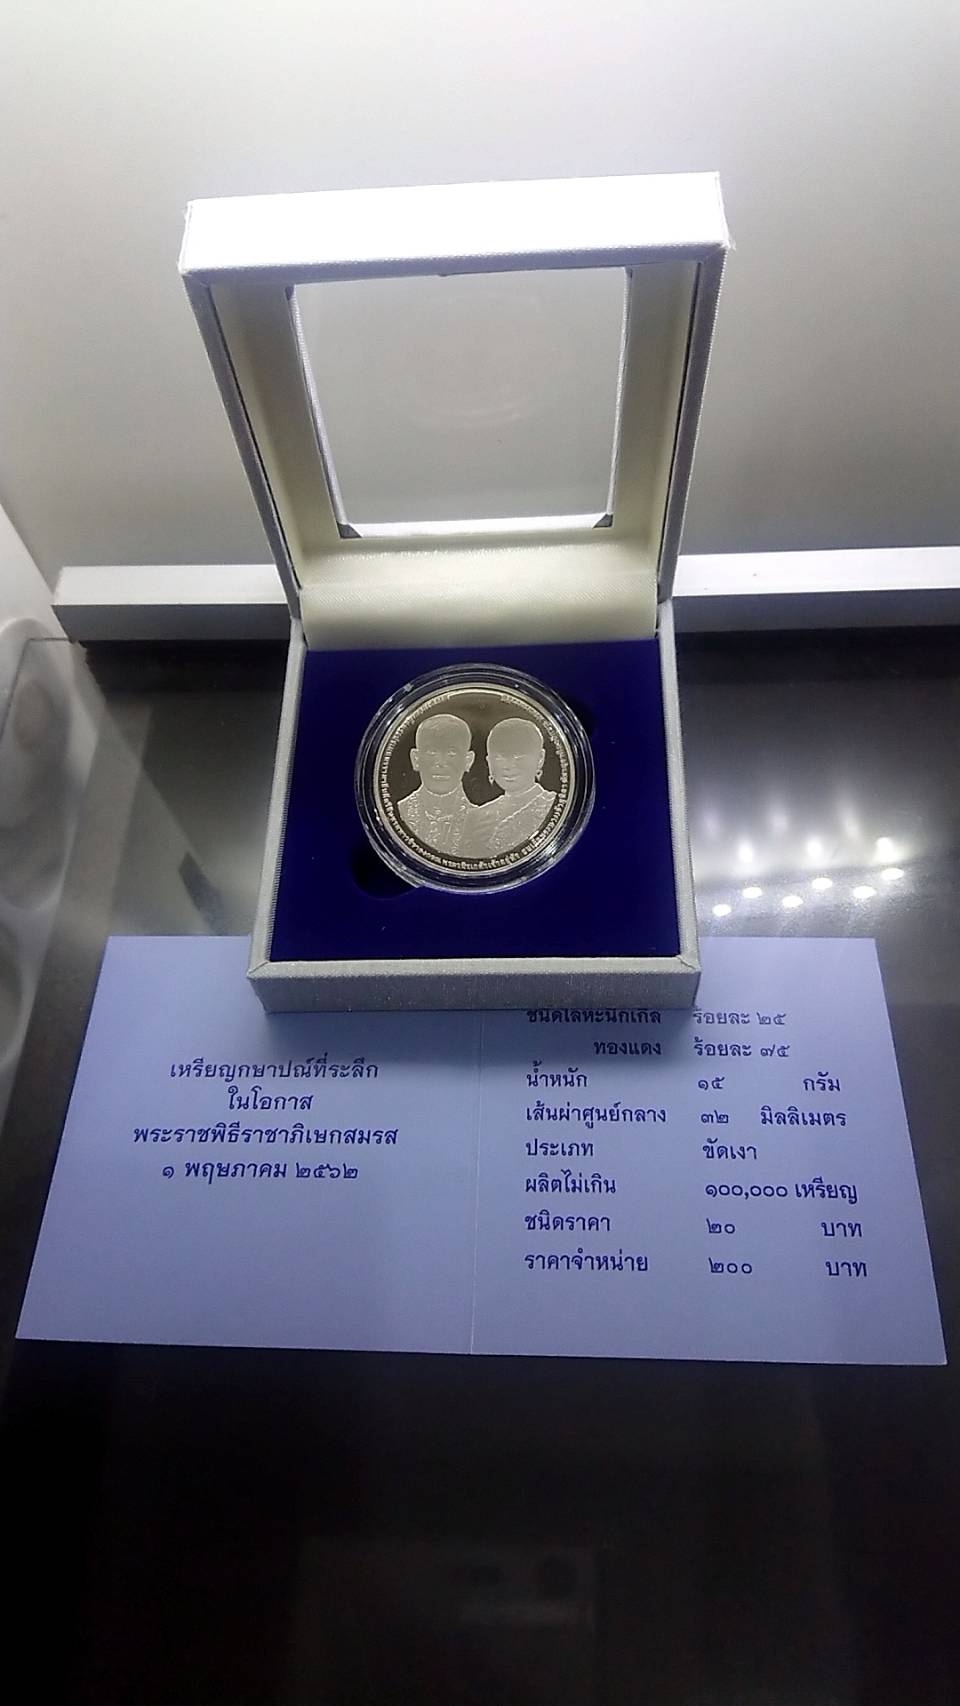 เหรียญกษาปณ์ที่ระลึก
ในโอกาส
พระราชพิธีราชาภิเษกสมรส
๑ พฤษภาคม ๒๕๖๒
ชนิดโลหะนิกเกิล ร้อยละ ๒๕
ทองแดง ร้อยละ ๗๕
น้ำหนัก ๑๕ กรัม
เส้นผ่าศูนย์กลาง ๓๒ มิลลิเมตร
ประเภท ขัดเงา
ผลิตไม่เกิน ๑๐๐,๐๐๐ เหรียญ
ชนิดราคา ๒๐ บาท
ราคาจำหน่าย ๒๐๐ บาท